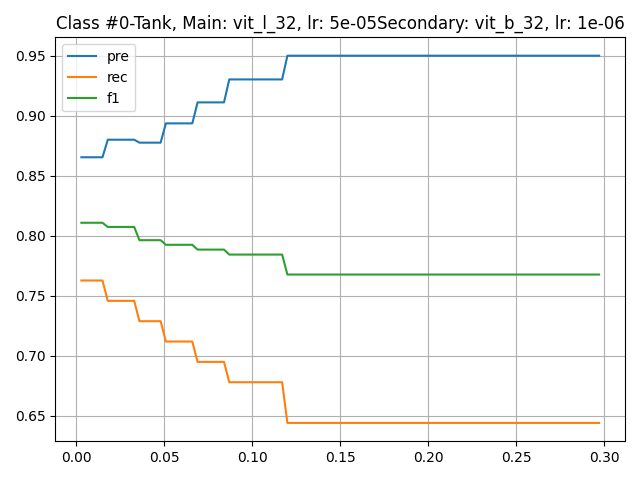 Class #0-Tank, Main: vit_l_32, lr: 5e-05Secondary: vit_b_32, lr: 1e-06
pre
rec
f1
0.95
0.90
0.85
0.80
0.75
0.70
0.65
0.00 0.05 0.10 0.15 0.20 0.25 0.30